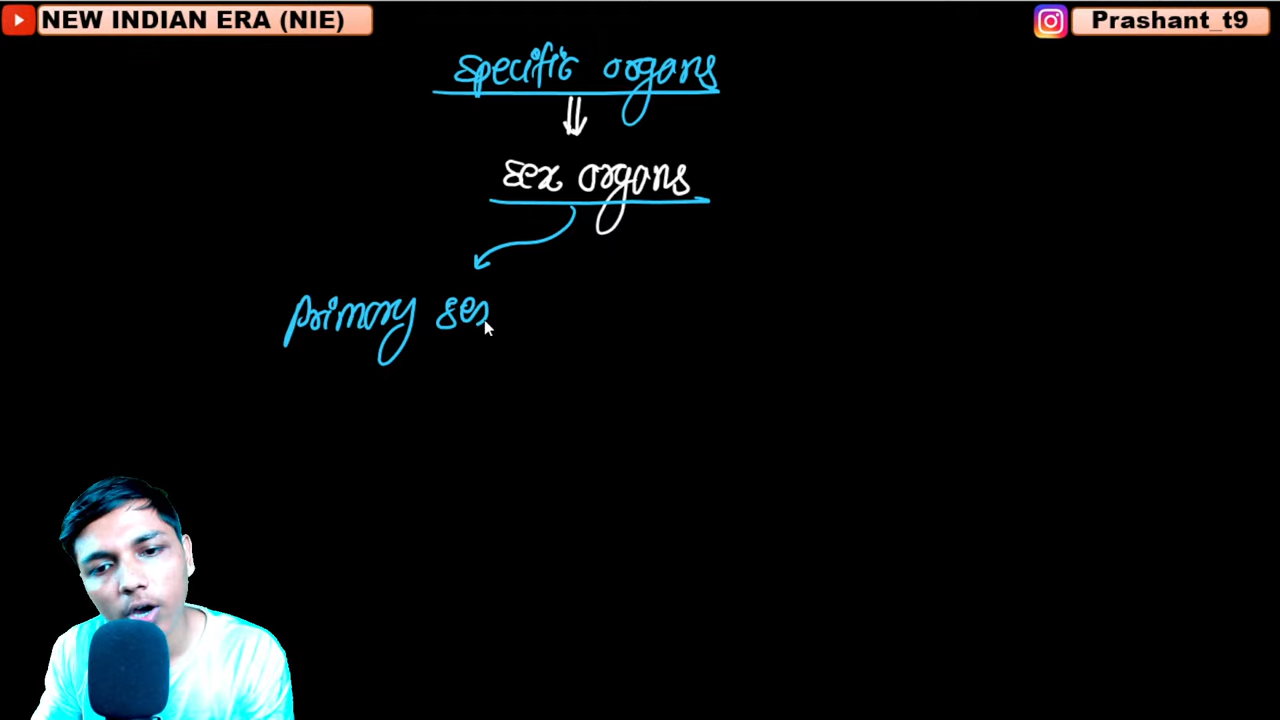 NEW INDIAN ERA (NIE) Prashant_t9
specific organs
sex organs
primary sex